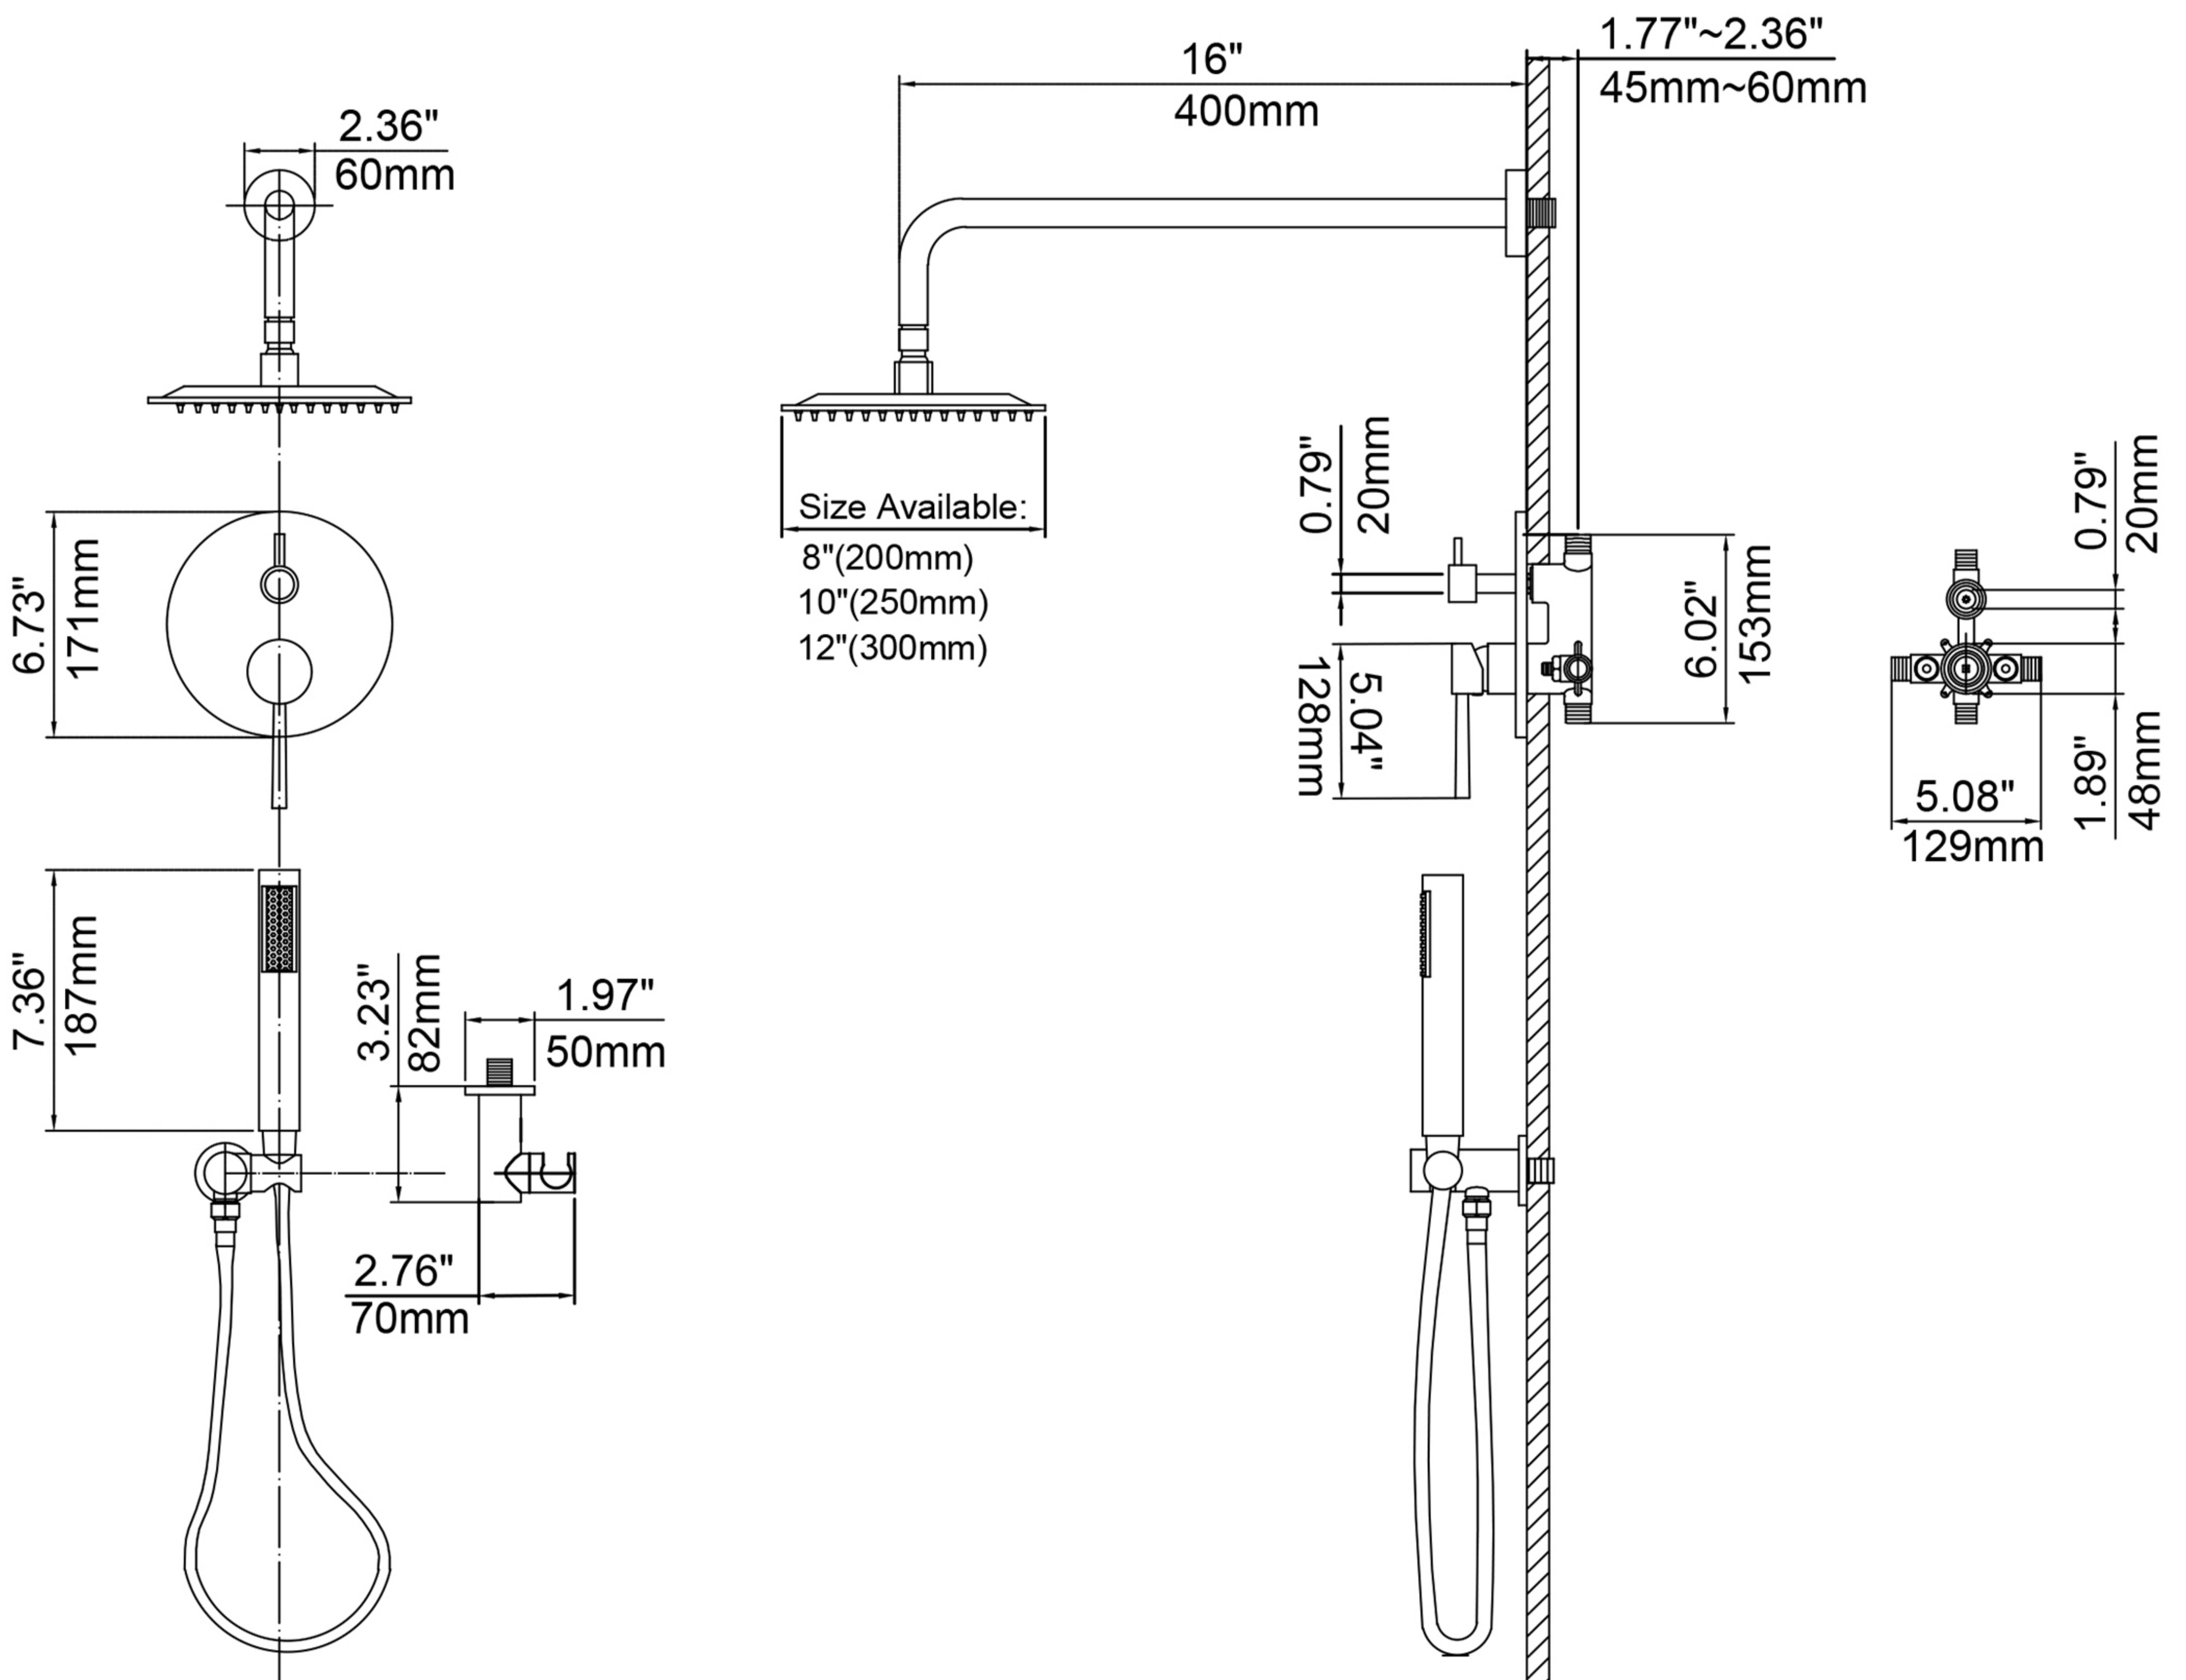 2.36"
60mm
16"
400mm
1.77"~2.36"
45mm~60mm
6.73"
171mm
Size Available:
8"(200mm)
10"(250mm)
12"(300mm)
0.79"
20mm
5.04"
128mm
6.02"
153mm
0.79"
20mm
1.89"
48mm
5.08"
129mm
7.36"
187mm
3.23"
82mm
1.97"
50mm
2.76"
70mm